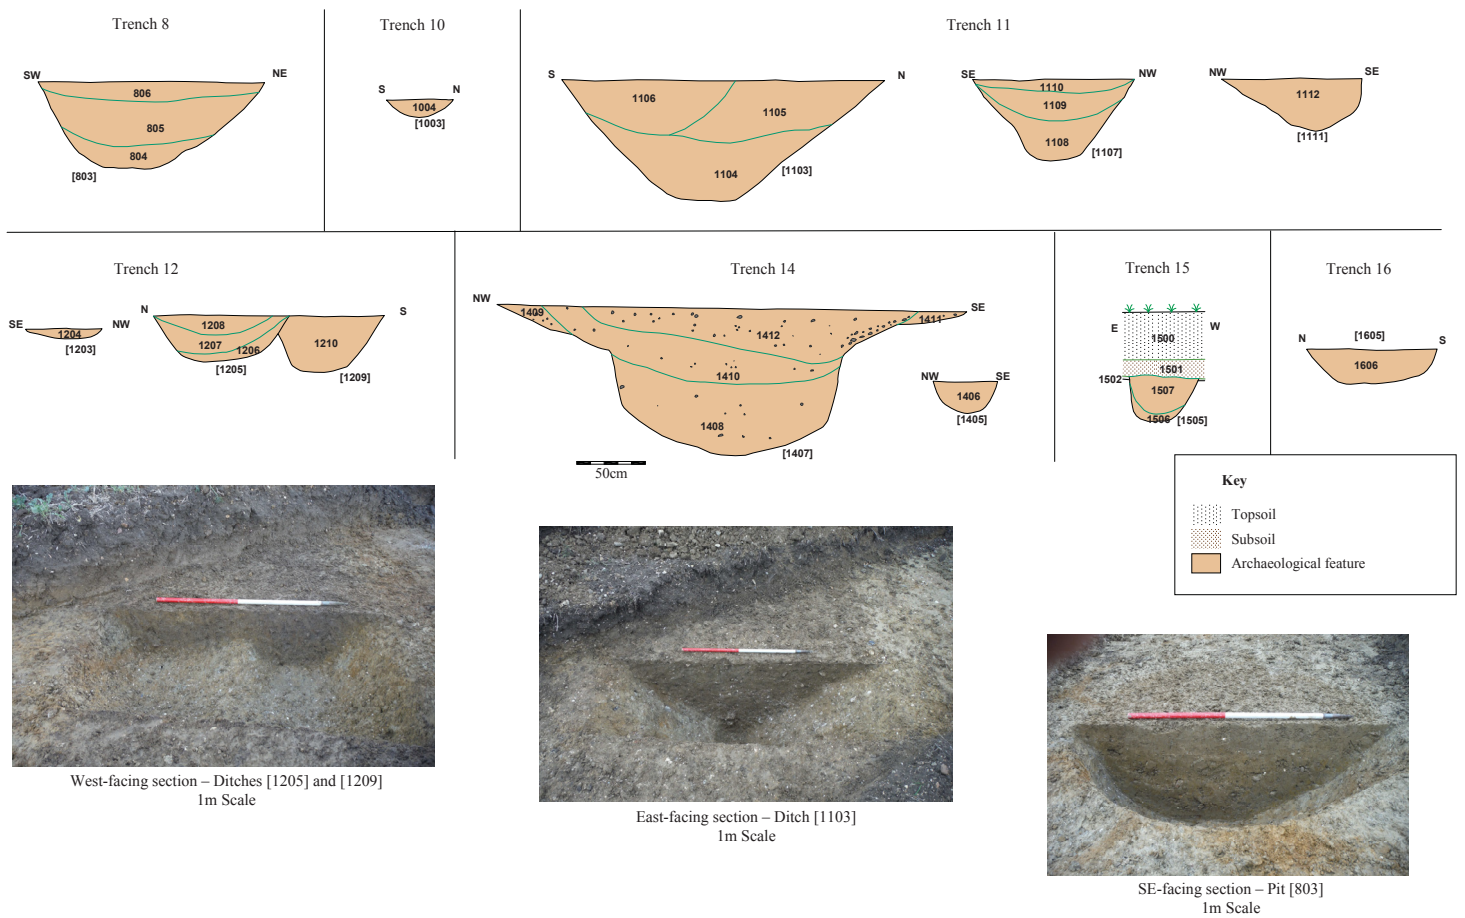 Trench 8
SW
NE
806
805
804
[803]
Trench 10
S
N
1004
[1003]
Trench 11
S
N
1106
1105
1104
[1103]
SE
NW
1110
1109
1108
[1107]
NW
SE
1112
[1111]
Trench 12
SE
NW
1204
[1203]
N
S
1208
1207
1206
[1205]
1210
[1209]
Trench 14
NW
SE
1409
1411
1412
1410
1408
[1407]
NW
SE
1406
[1405]
50cm
Trench 15
E
W
1500
1501
1502
1507
1506
[1505]
Trench 16
[1605]
N
S
1606
Key
Topsoil
Subsoil
Archaeological feature
West-facing section – Ditches [1205] and [1209]
1m Scale
East-facing section – Ditch [1103]
1m Scale
SE-facing section – Pit [803]
1m Scale